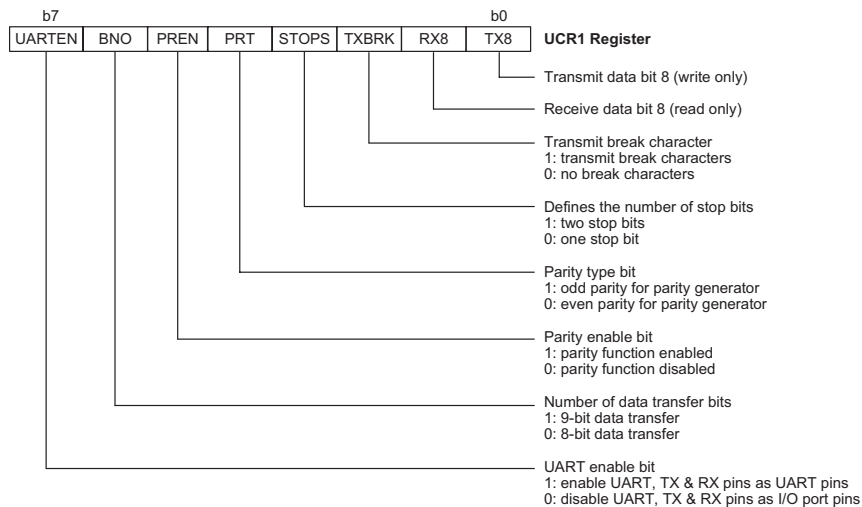 b7 b0
UARTEN BNO PREN PRT STOPS TXBRK RX8 TX8 UCR1 Register
Transmit data bit 8 (write only)
Receive data bit 8 (read only)
Transmit break character
1: transmit break characters
0: no break characters
Defines the number of stop bits
1: two stop bits
0: one stop bit
Parity type bit
1: odd parity for parity generator
0: even parity for parity generator
Parity enable bit
1: parity function enabled
0: parity function disabled
Number of data transfer bits
1: 9-bit data transfer
0: 8-bit data transfer
UART enable bit
1: enable UART, TX & RX pins as UART pins
0: disable UART, TX & RX pins as I/O port pins